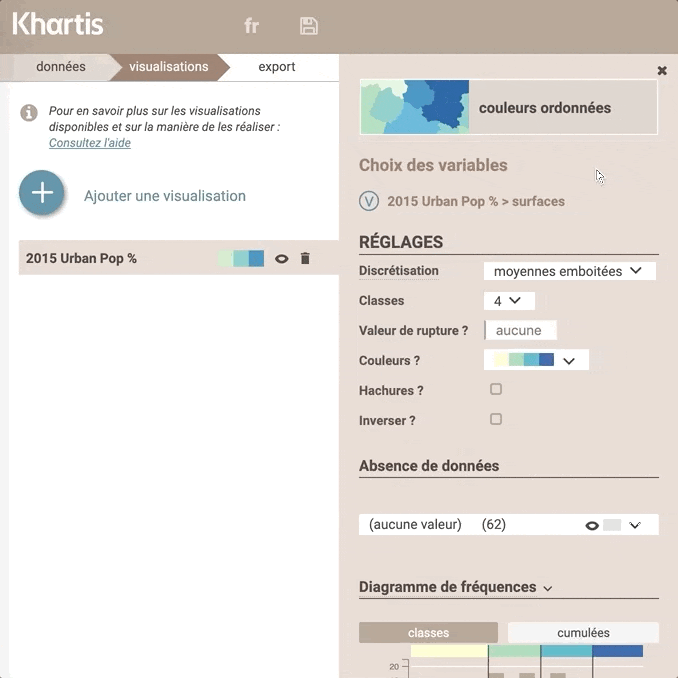 Khartis
fr
données
visualisations
export
Pour en savoir plus sur les visualisations
disponibles et sur la manière de les réaliser :
Consultez l'aide
Ajouter une visualisation
2015 Urban Pop %
couleurs ordonnées
Choix des variables
V 2015 Urban Pop % > surfaces
RÉGLAGES
Discrétisation moyennes emboitées
Classes 4
Valeur de rupture ? aucune
Couleurs ?
Hachures ?
Inverser ?
Absence de données
(aucune valeur) (62)
Diagramme de fréquences
classes cumulées
20